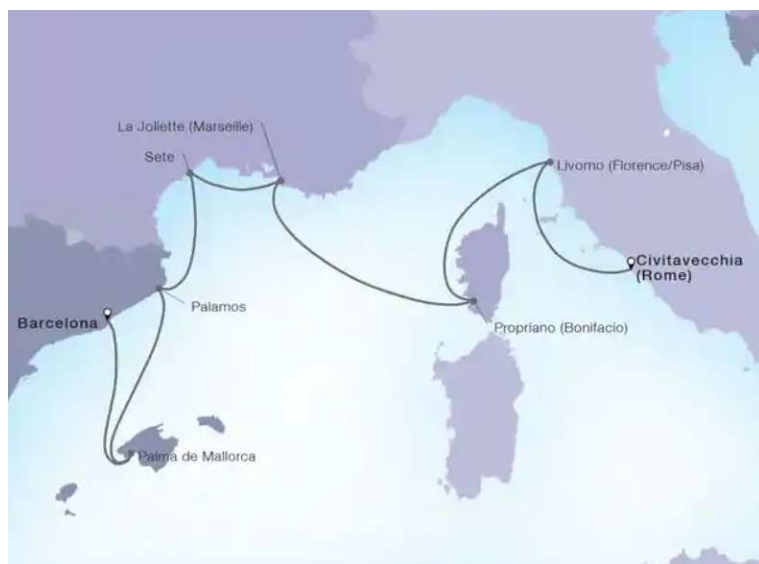 La Joliette (Marseille)
Sete
Livorno (Florence/Pisa)
Civitavecchia
(Rome)
Palamos
Barcelona
Propriano (Bonifacio)
Palma de Mallorca